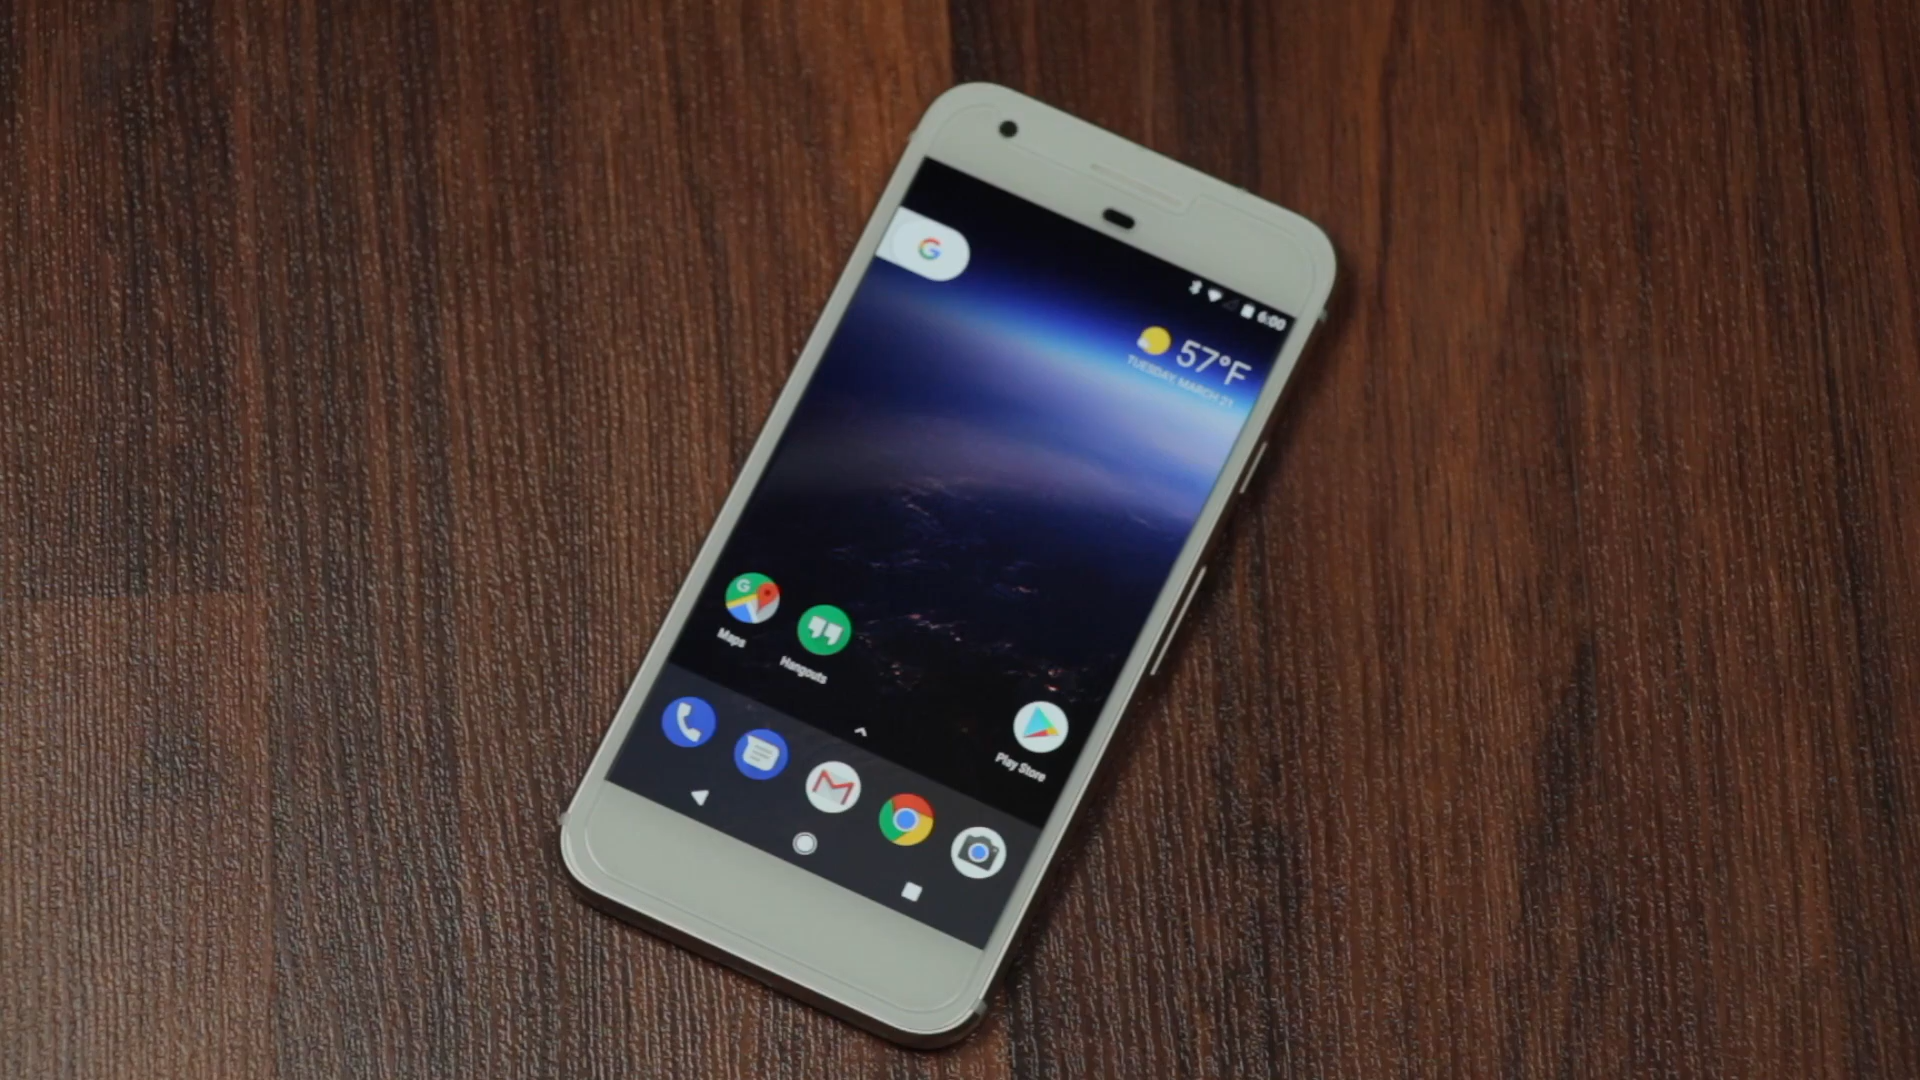 G
6:00
57°F
TUESDAY, MARCH 21
G
Maps
Hangouts
Play Store